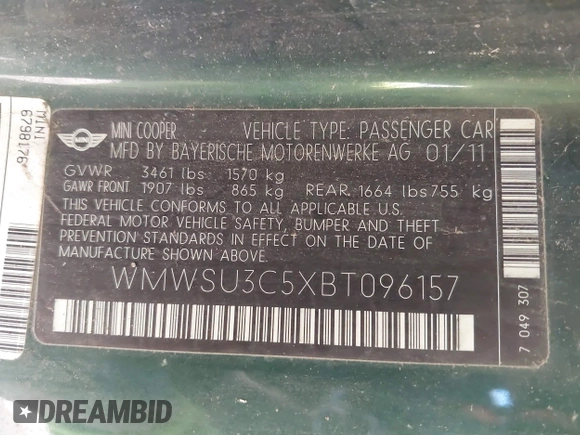 MINI
6798176
MINI COOPER VEHICLE TYPE: PASSENGER CAR
MFD BY BAYERISCHE MOTORENWERKE AG 01/11
GVWR 3461 lbs 1570 kg
GAWR FRONT 1907 lbs 865 kg REAR 1664 lbs 755 kg
THIS VEHICLE CONFORMS TO ALL APPLICABLE U.S.
FEDERAL MOTOR VEHICLE SAFETY, BUMPER AND THEFT
PREVENTION STANDARDS IN EFFECT ON THE DATE OF
MANUFACTURE SHOWN ABOVE.
WMWSU3C5XBT096157
7 049 307
DREAMBID